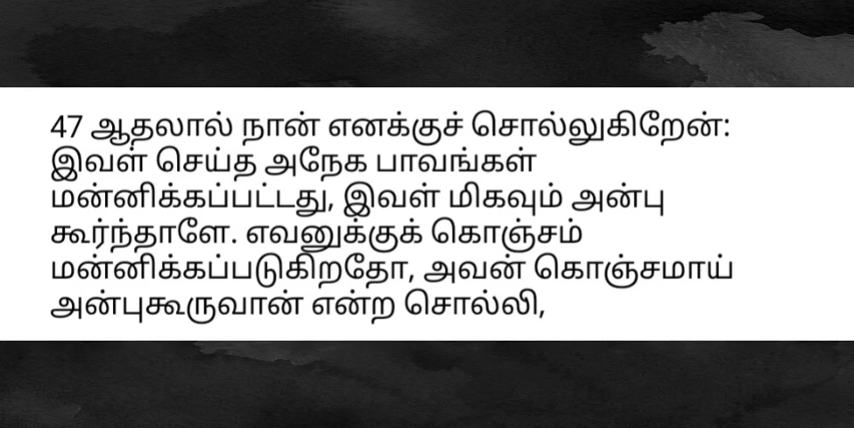 47 ஆதலால் நான் எனக்குச் சொல்லுகிறேன்:
இவள் செய்த அநேக பாவங்கள்
மன்னிக்கப்பட்டது, இவள் மிகவும் அன்பு
கூர்ந்தாளே. எவனுக்குக் கொஞ்சம்
மன்னிக்கப்படுகிறதோ, அவன் கொஞ்சமாய்
அன்புகூருவான் என்ற சொல்லி,